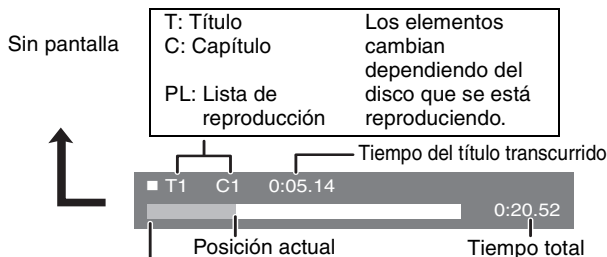 Sin pantalla
T: Título
C: Capítulo
PL: Lista de
reproducción
Los elementos
cambian
dependiendo del
disco que se está
reproduciendo.
Tiempo del título transcurrido
T1 C1 0:05.14
0:20.52
Posición actual
Tiempo total